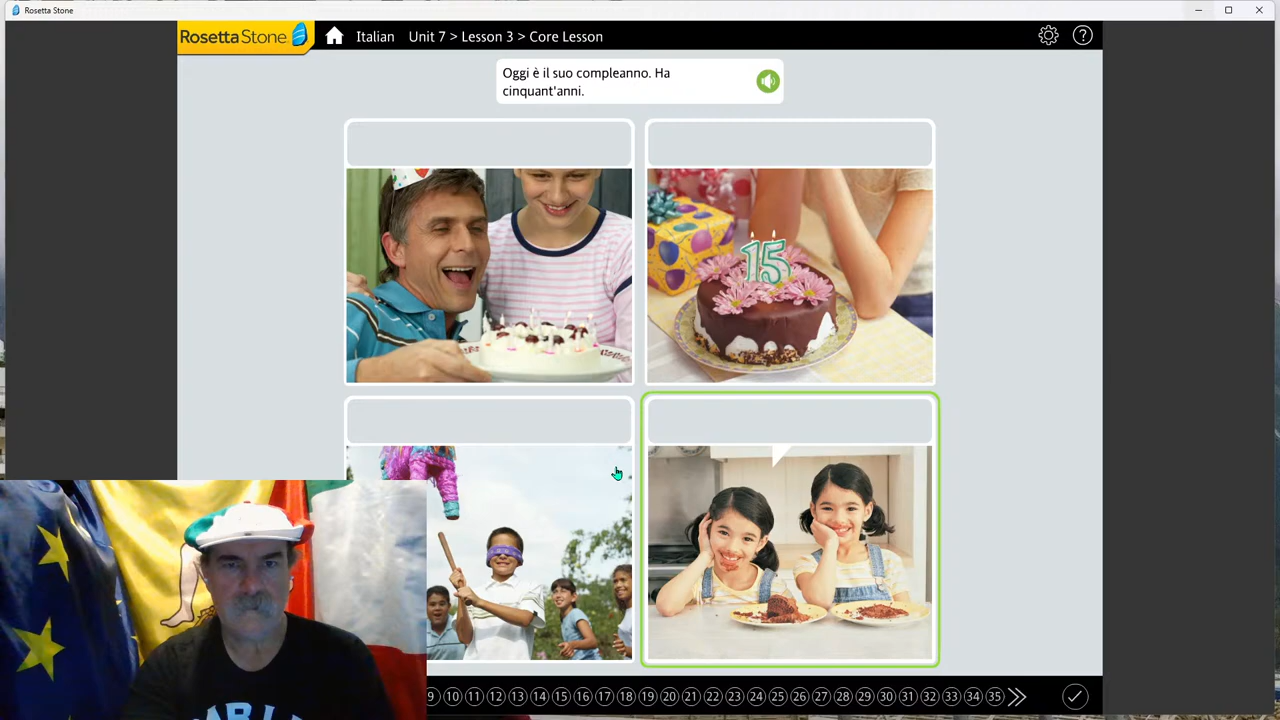 Rosetta Stone
RosettaStone
Italian Unit 7 > Lesson 3 > Core Lesson
Oggi è il suo compleanno. Ha
cinquant'anni.
15
9 10 11 12 13 14 15 16 17 18 19 20 21 22 23 24 25 26 27 28 29 30 31 32 33 34 35